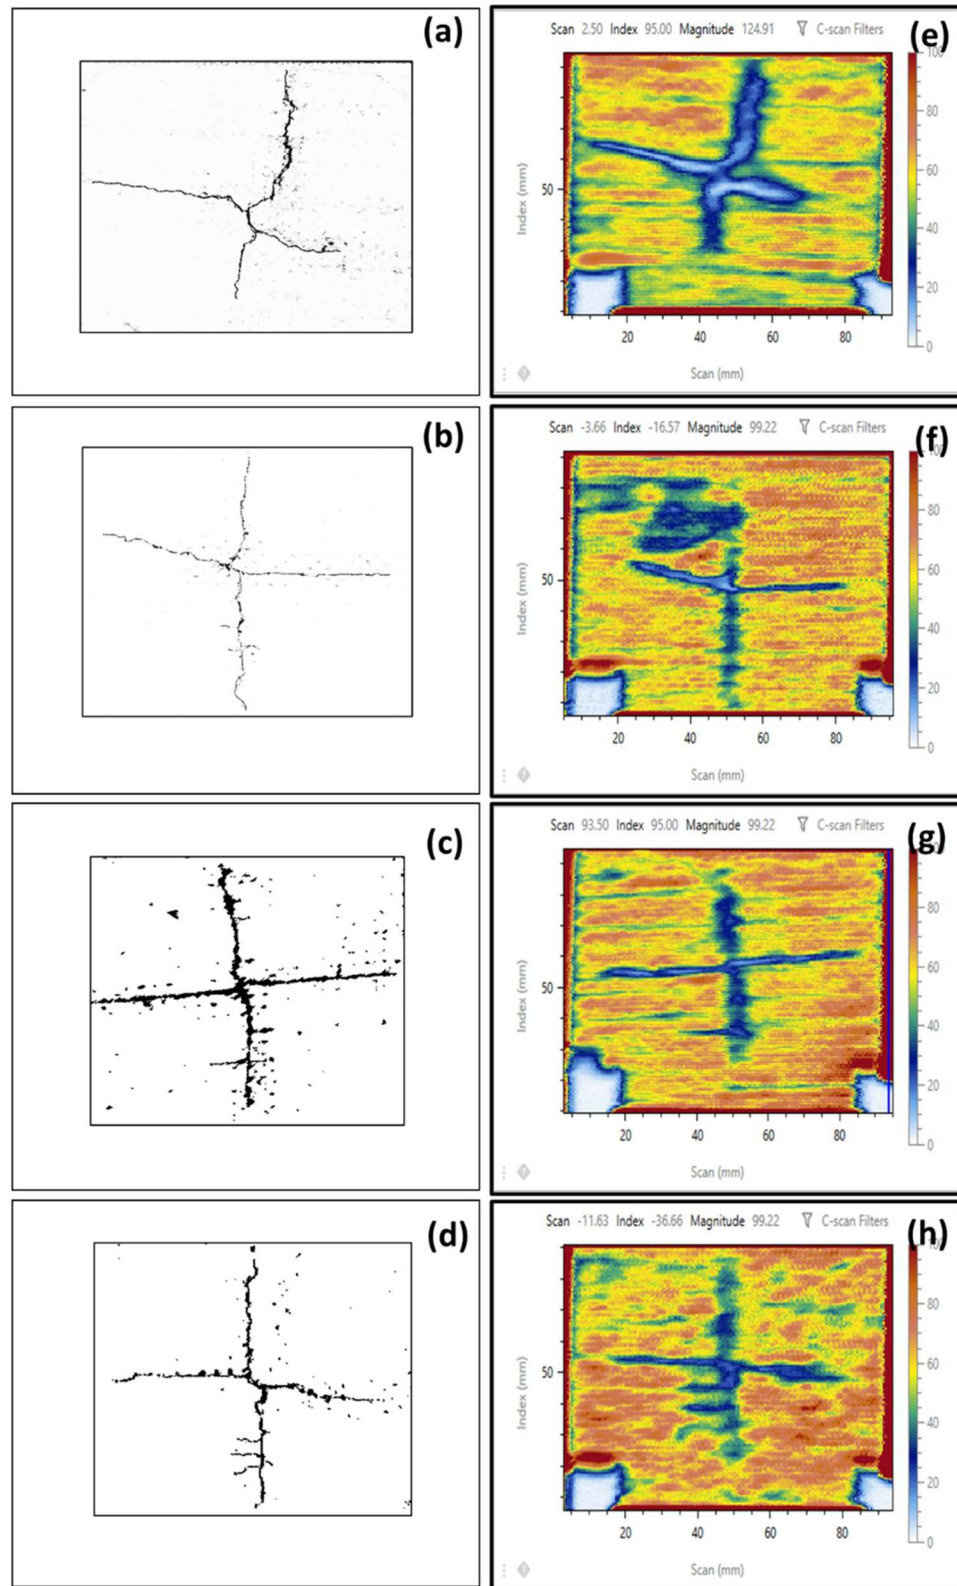 (a)
(b)
(c)
(d)
Scan 2.50 Index 95.00 Magnitude 124.91 C-scan Filters
(e)
100
80
60
40
20
0
Index (mm)
50
20 40 60 80
Scan (mm)
Scan -3.66 Index -16.57 Magnitude 99.22 C-scan Filters
(f)
100
80
60
40
20
0
Index (mm)
50
20 40 60 80
Scan (mm)
Scan 93.50 Index 95.00 Magnitude 99.22 C-scan Filters
(g)
100
80
60
40
20
0
Index (mm)
50
20 40 60 80
Scan (mm)
Scan -11.63 Index -36.66 Magnitude 99.22 C-scan Filters
(h)
100
80
60
40
20
0
Index (mm)
50
20 40 60 80
Scan (mm)